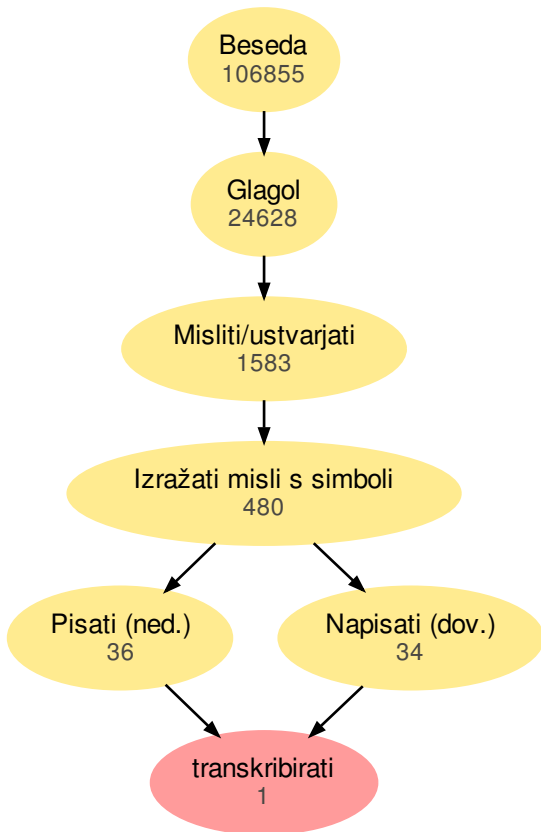 Beseda
106855
Glagol
24628
Misliti/ustvarjati
1583
Izražati misli s simboli
480
Pisati (ned.)
36
Napisati (dov.)
34
transkribirati
1